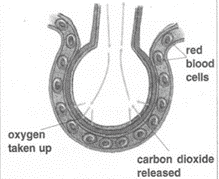 red
blood
cells
oxygen
taken up
carbon dioxide
released